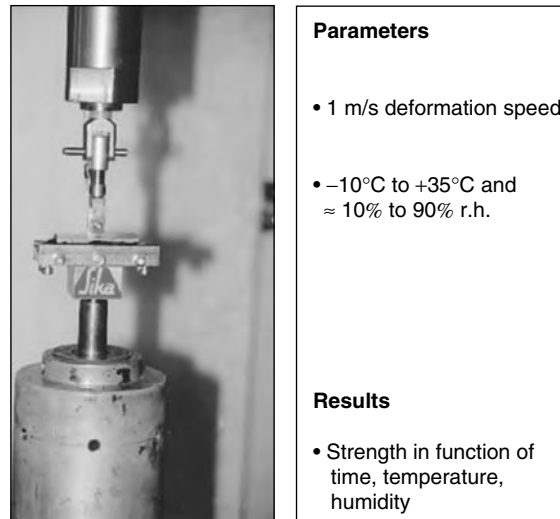 Sika
Parameters
• 1 m/s deformation speed
• –10°C to +35°C and
≈ 10% to 90% r.h.
Results
• Strength in function of
time, temperature,
humidity